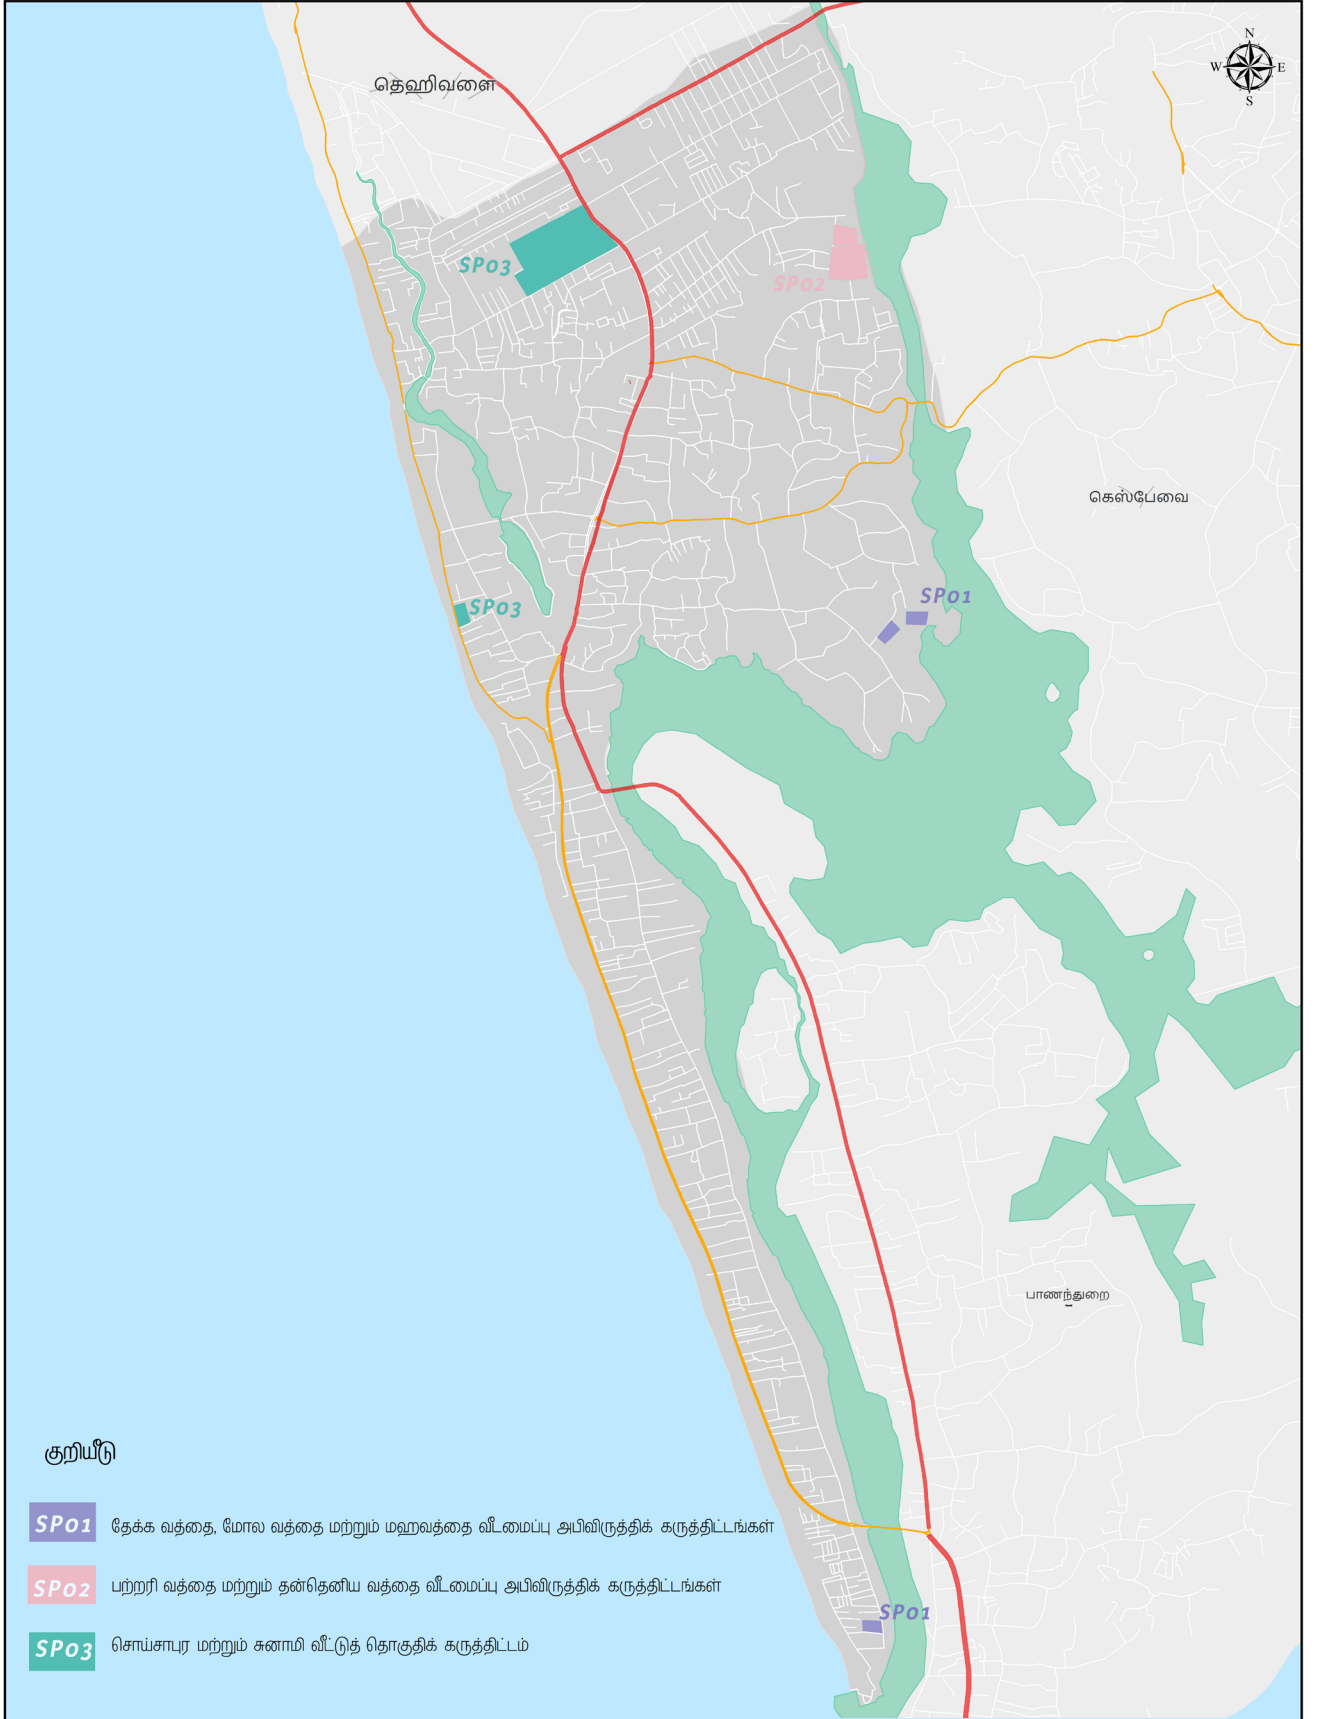 N
W E
S
தெஹிவளை
SP03
SP02
கெஸ்பேவை
SP01
SP03
பாணந்துறை
குறியீடு
SP01 தேக்க வத்தை, மோல வத்தை மற்றும் மஹவத்தை வீடமைப்பு அபிவிருத்திக் கருத்திட்டங்கள்
SP02 பற்றரி வத்தை மற்றும் தன்தெனிய வத்தை வீடமைப்பு அபிவிருத்திக் கருத்திட்டங்கள்
SP01
SP03 சொய்சாபுர மற்றும் சுனாமி வீட்டுத் தொகுதிக் கருத்திட்டம்